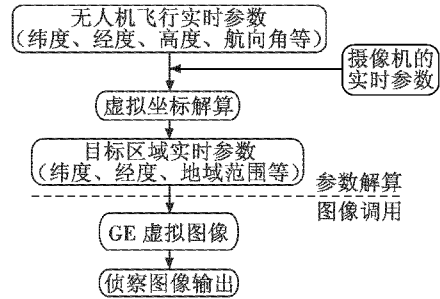 无人机飞行实时参数
(纬度、经度、高度、航向角等)
摄像机的
实时参数
虚拟坐标解算
目标区域实时参数
(纬度、经度、地域范围等)
参数解算
图像调用
GE 虚拟图像
侦察图像输出